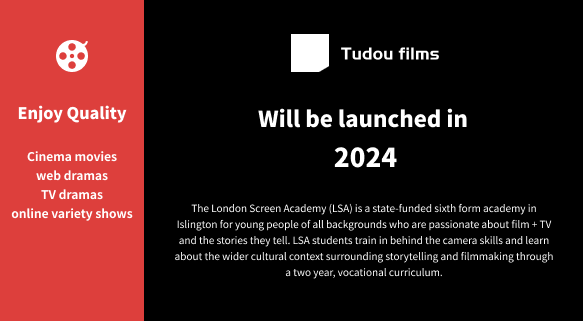 Enjoy Quality
Cinema movies
web dramas
TV dramas
online variety shows
Tudou films
Will be launched in
2024
The London Screen Academy (LSA) is a state-funded sixth form academy in
Islington for young people of all backgrounds who are passionate about film + TV
and the stories they tell. LSA students train in behind the camera skills and learn
about the wider cultural context surrounding storytelling and filmmaking through
a two year, vocational curriculum.